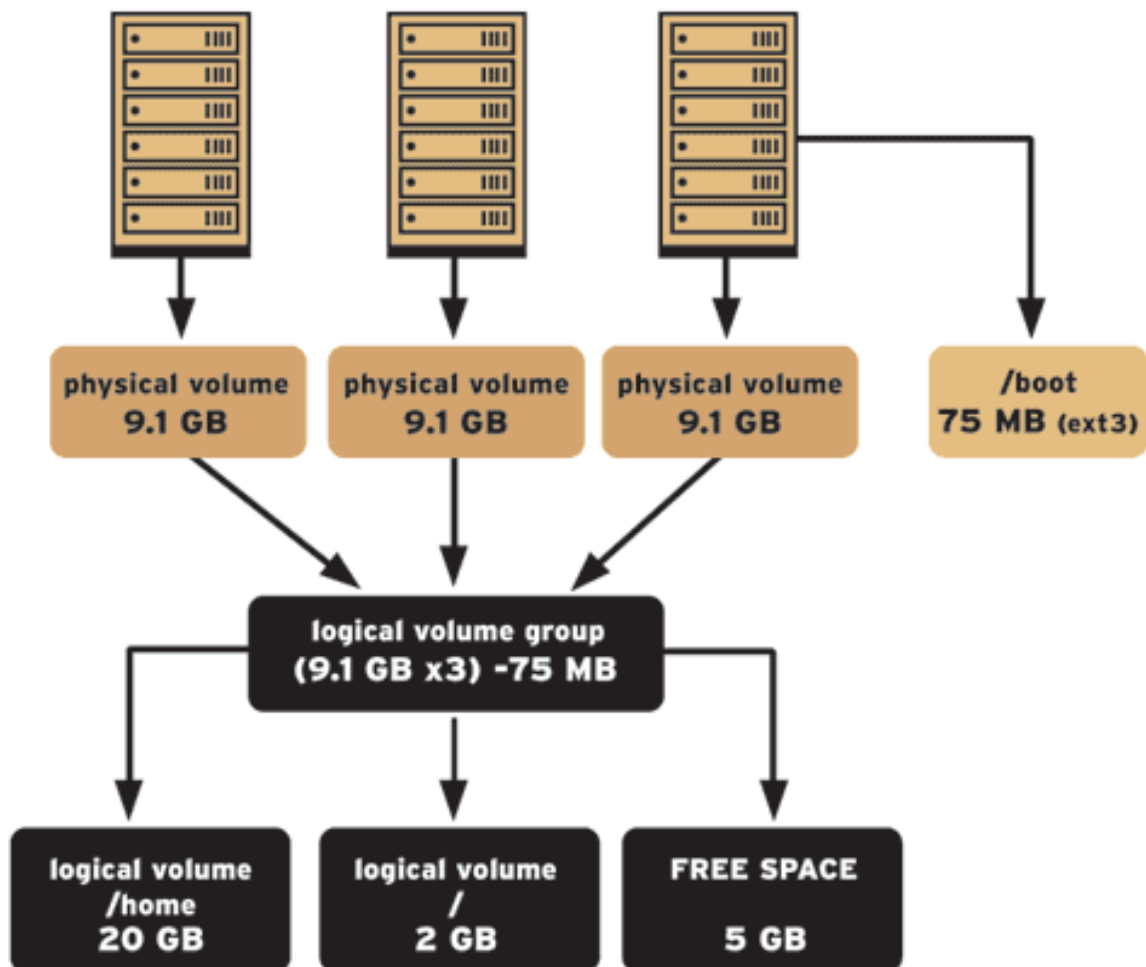 physical volume
9.1 GB
physical volume
9.1 GB
physical volume
9.1 GB
/boot
75 MB (ext3)
logical volume group
(9.1 GB x3) -75 MB
logical volume
/home
20 GB
logical volume
/
2 GB
FREE SPACE
5 GB